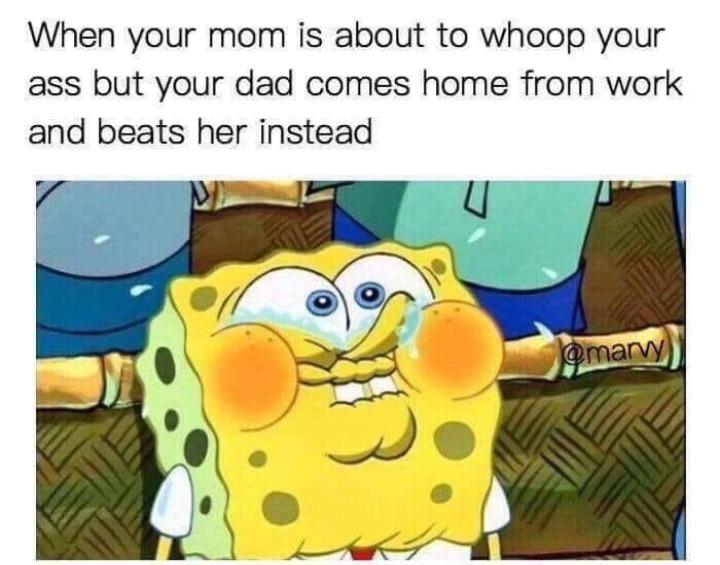 When your mom is about to whoop your
ass but your dad comes home from work
and beats her instead
@marvy